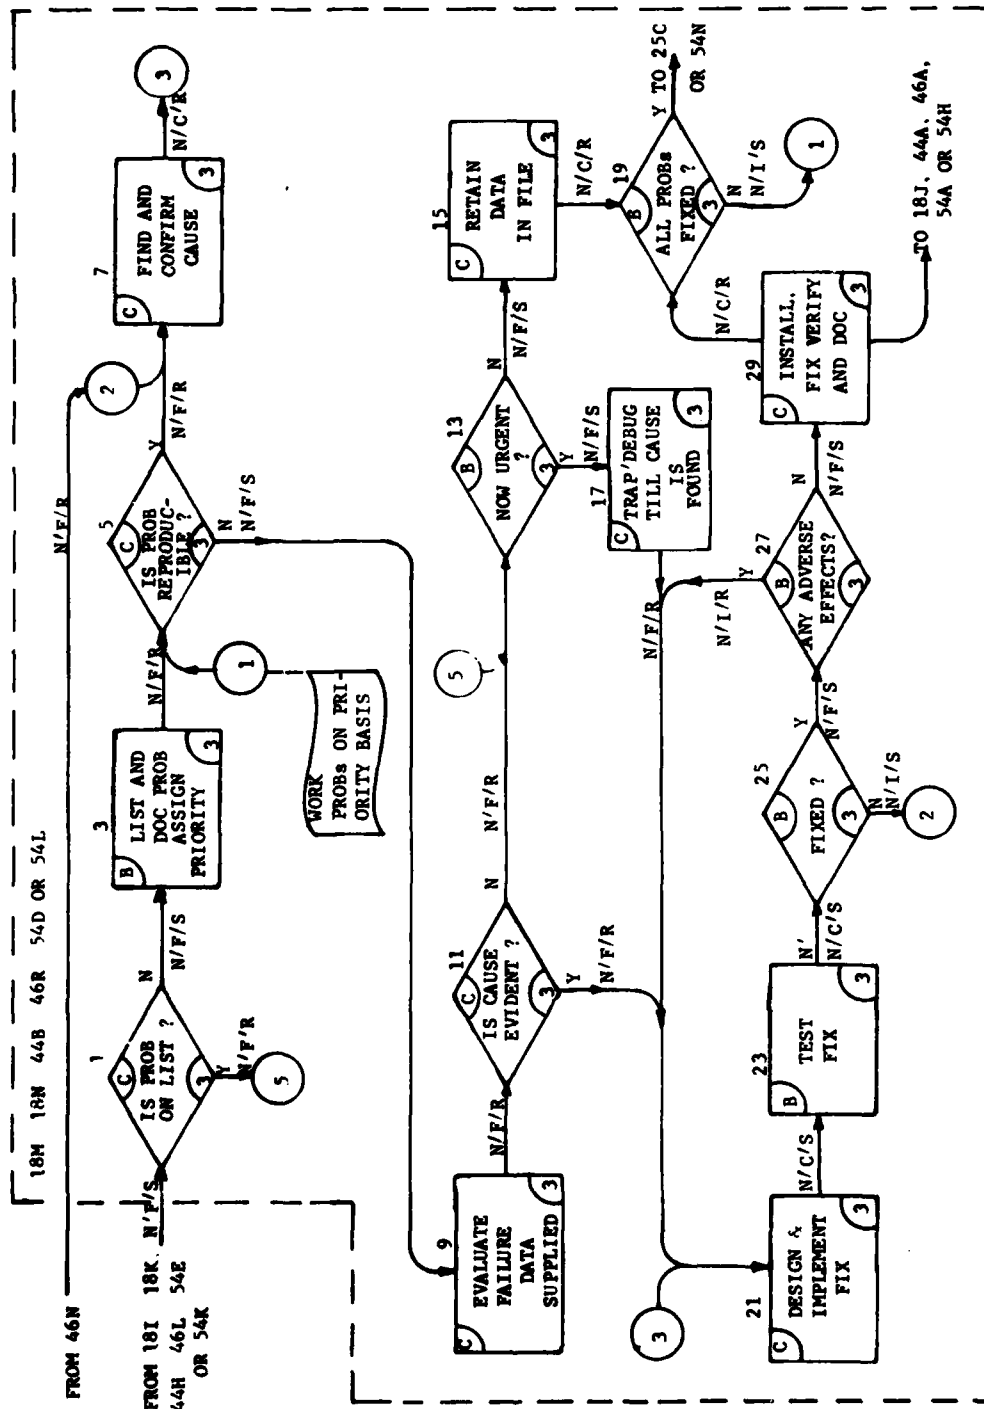 18M 18N 44B 46R 54D OR 54L
FROM 46N
N'F/R
2
FROM 18I 18K. N'F/S
44H 46L 54E
OR 54K
1
C
IS PROB
ON LIST ?
3
Y
N'F'R
5
N
N/F/S
3
B
LIST AND
DOC PROB
ASSIGN
PRIORITY
3
N/F/R
1
WORK
PROBs ON PRI-
ORITY BASIS
5
C
IS PROB
REPRODUC-
IBLE ?
3
Y
N/F/R
N
N/F'S
7
C
FIND AND
CONFIRM
CAUSE
3
N/C'R
3
9
C
EVALUATE
FAILURE
DATA
SUPPLIED
3
N/F/R
11
C
IS CAUSE
EVIDENT ?
3
Y
N'F/R
N
N'F/R
5
13
B
NOW URGENT
?
3
Y
N/F/S
N
N/F/S
15
C
RETAIN
DATA
IN FILE
3
N/C/R
17
C
TRAP'DEBUG
TILL CAUSE
IS
FOUND
3
N/F/R
19
B
ALL PROBs
FIXED ?
3
Y TO 25C
OR 54N
N
N/I'S
1
3
21
C
DESIGN &
IMPLEMENT
FIX
3
N/C/S
23
B
TEST
FIX
3
N'
N/C'S
25
B
FIXED ?
3
Y
N'F'S
N
N/I/S
2
27
B
ANY ADVERSE
EFFECTS?
3
Y
N/I/R
N
N/F/S
29
C
INSTALL.
FIX VERIFY
AND DOC
3
N/C/R
TO 18J. 44A. 46A.
54A OR 54H